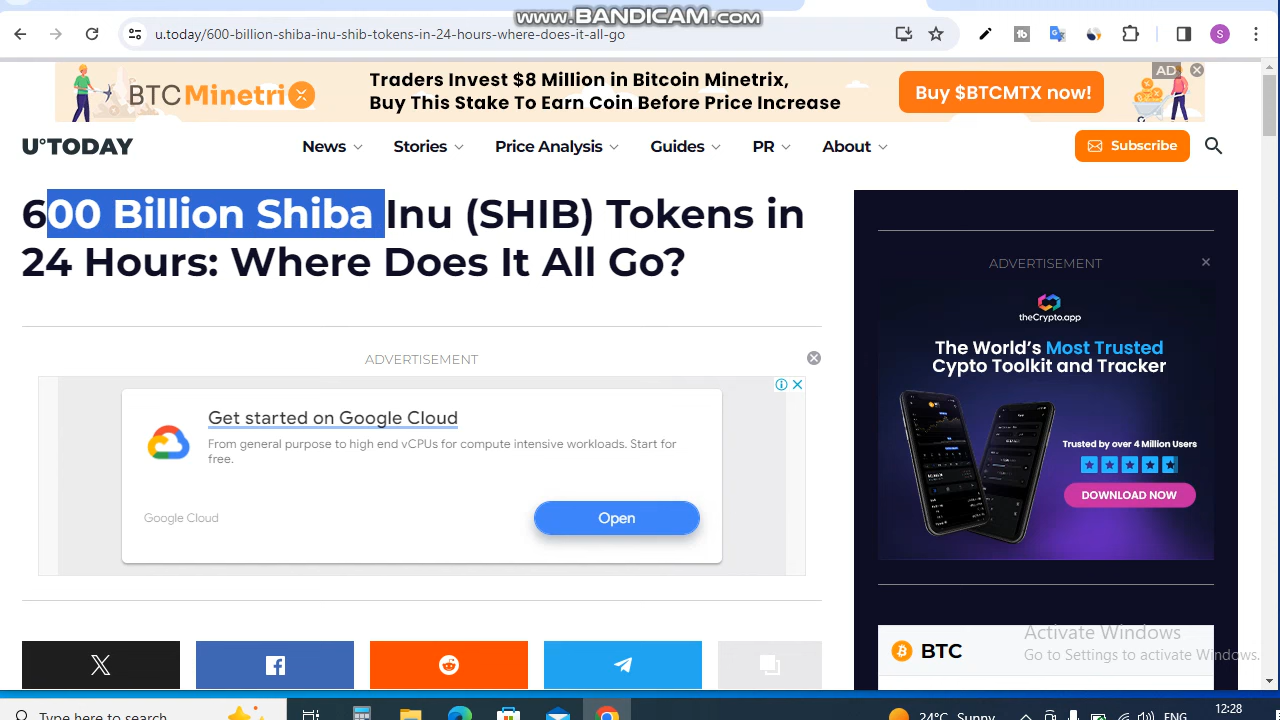 www.BANDICAM.com
u.today/600-billion-shiba-inu-shib-tokens-in-24-hours-where-does-it-all-go
S
BTC Minetrix
Traders Invest $8 Million in Bitcoin Minetrix,
Buy This Stake To Earn Coin Before Price Increase
Buy $BTCMTX now!
AD
U°TODAY
News
Stories
Price Analysis
Guides
PR
About
Subscribe
600 Billion Shiba Inu (SHIB) Tokens in
24 Hours: Where Does It All Go?
ADVERTISEMENT
Get started on Google Cloud
From general purpose to high end vCPUs for compute intensive workloads. Start for
free.
Google Cloud
Open
ADVERTISEMENT
theCrypto.app
The World's Most Trusted
Cypto Toolkit and Tracker
Trusted by over 4 Million Users
DOWNLOAD NOW
BTC
Activate Windows
Go to Settings to activate Windows.
Type here to search
24°C Sunny
ENG
12:28